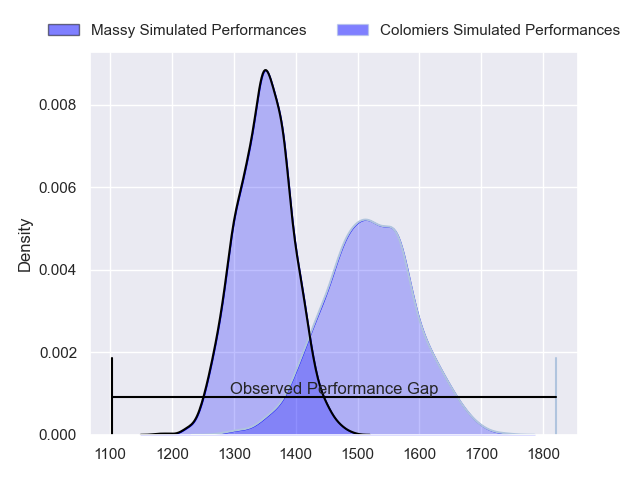 Massy Simulated Performances
Colomiers Simulated Performances
0.008
0.006
0.004
0.002
0.000
Density
Observed Performance Gap
1100 1200 1300 1400 1500 1600 1700 1800